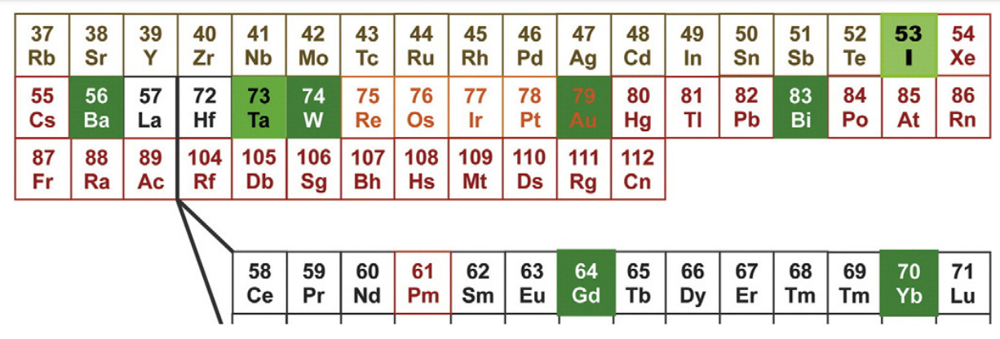 37 38 39 40 41 42 43 44 45 46 47 48 49 50 51 52 53 54
Rb Sr Y Zr Nb Mo Tc Ru Rh Pd Ag Cd In Sn Sb Te I Xe
55 56 57 72 73 74 75 76 77 78 79 80 81 82 83 84 85 86
Cs Ba La Hf Ta W Re Os Ir Pt Au Hg Tl Pb Bi Po At Rn
87 88 89 104 105 106 107 108 109 110 111 112
Fr Ra Ac Rf Db Sg Bh Hs Mt Ds Rg Cn
58 59 60 61 62 63 64 65 66 67 68 69 70 71
Ce Pr Nd Pm Sm Eu Gd Tb Dy Er Tm Tm Yb Lu